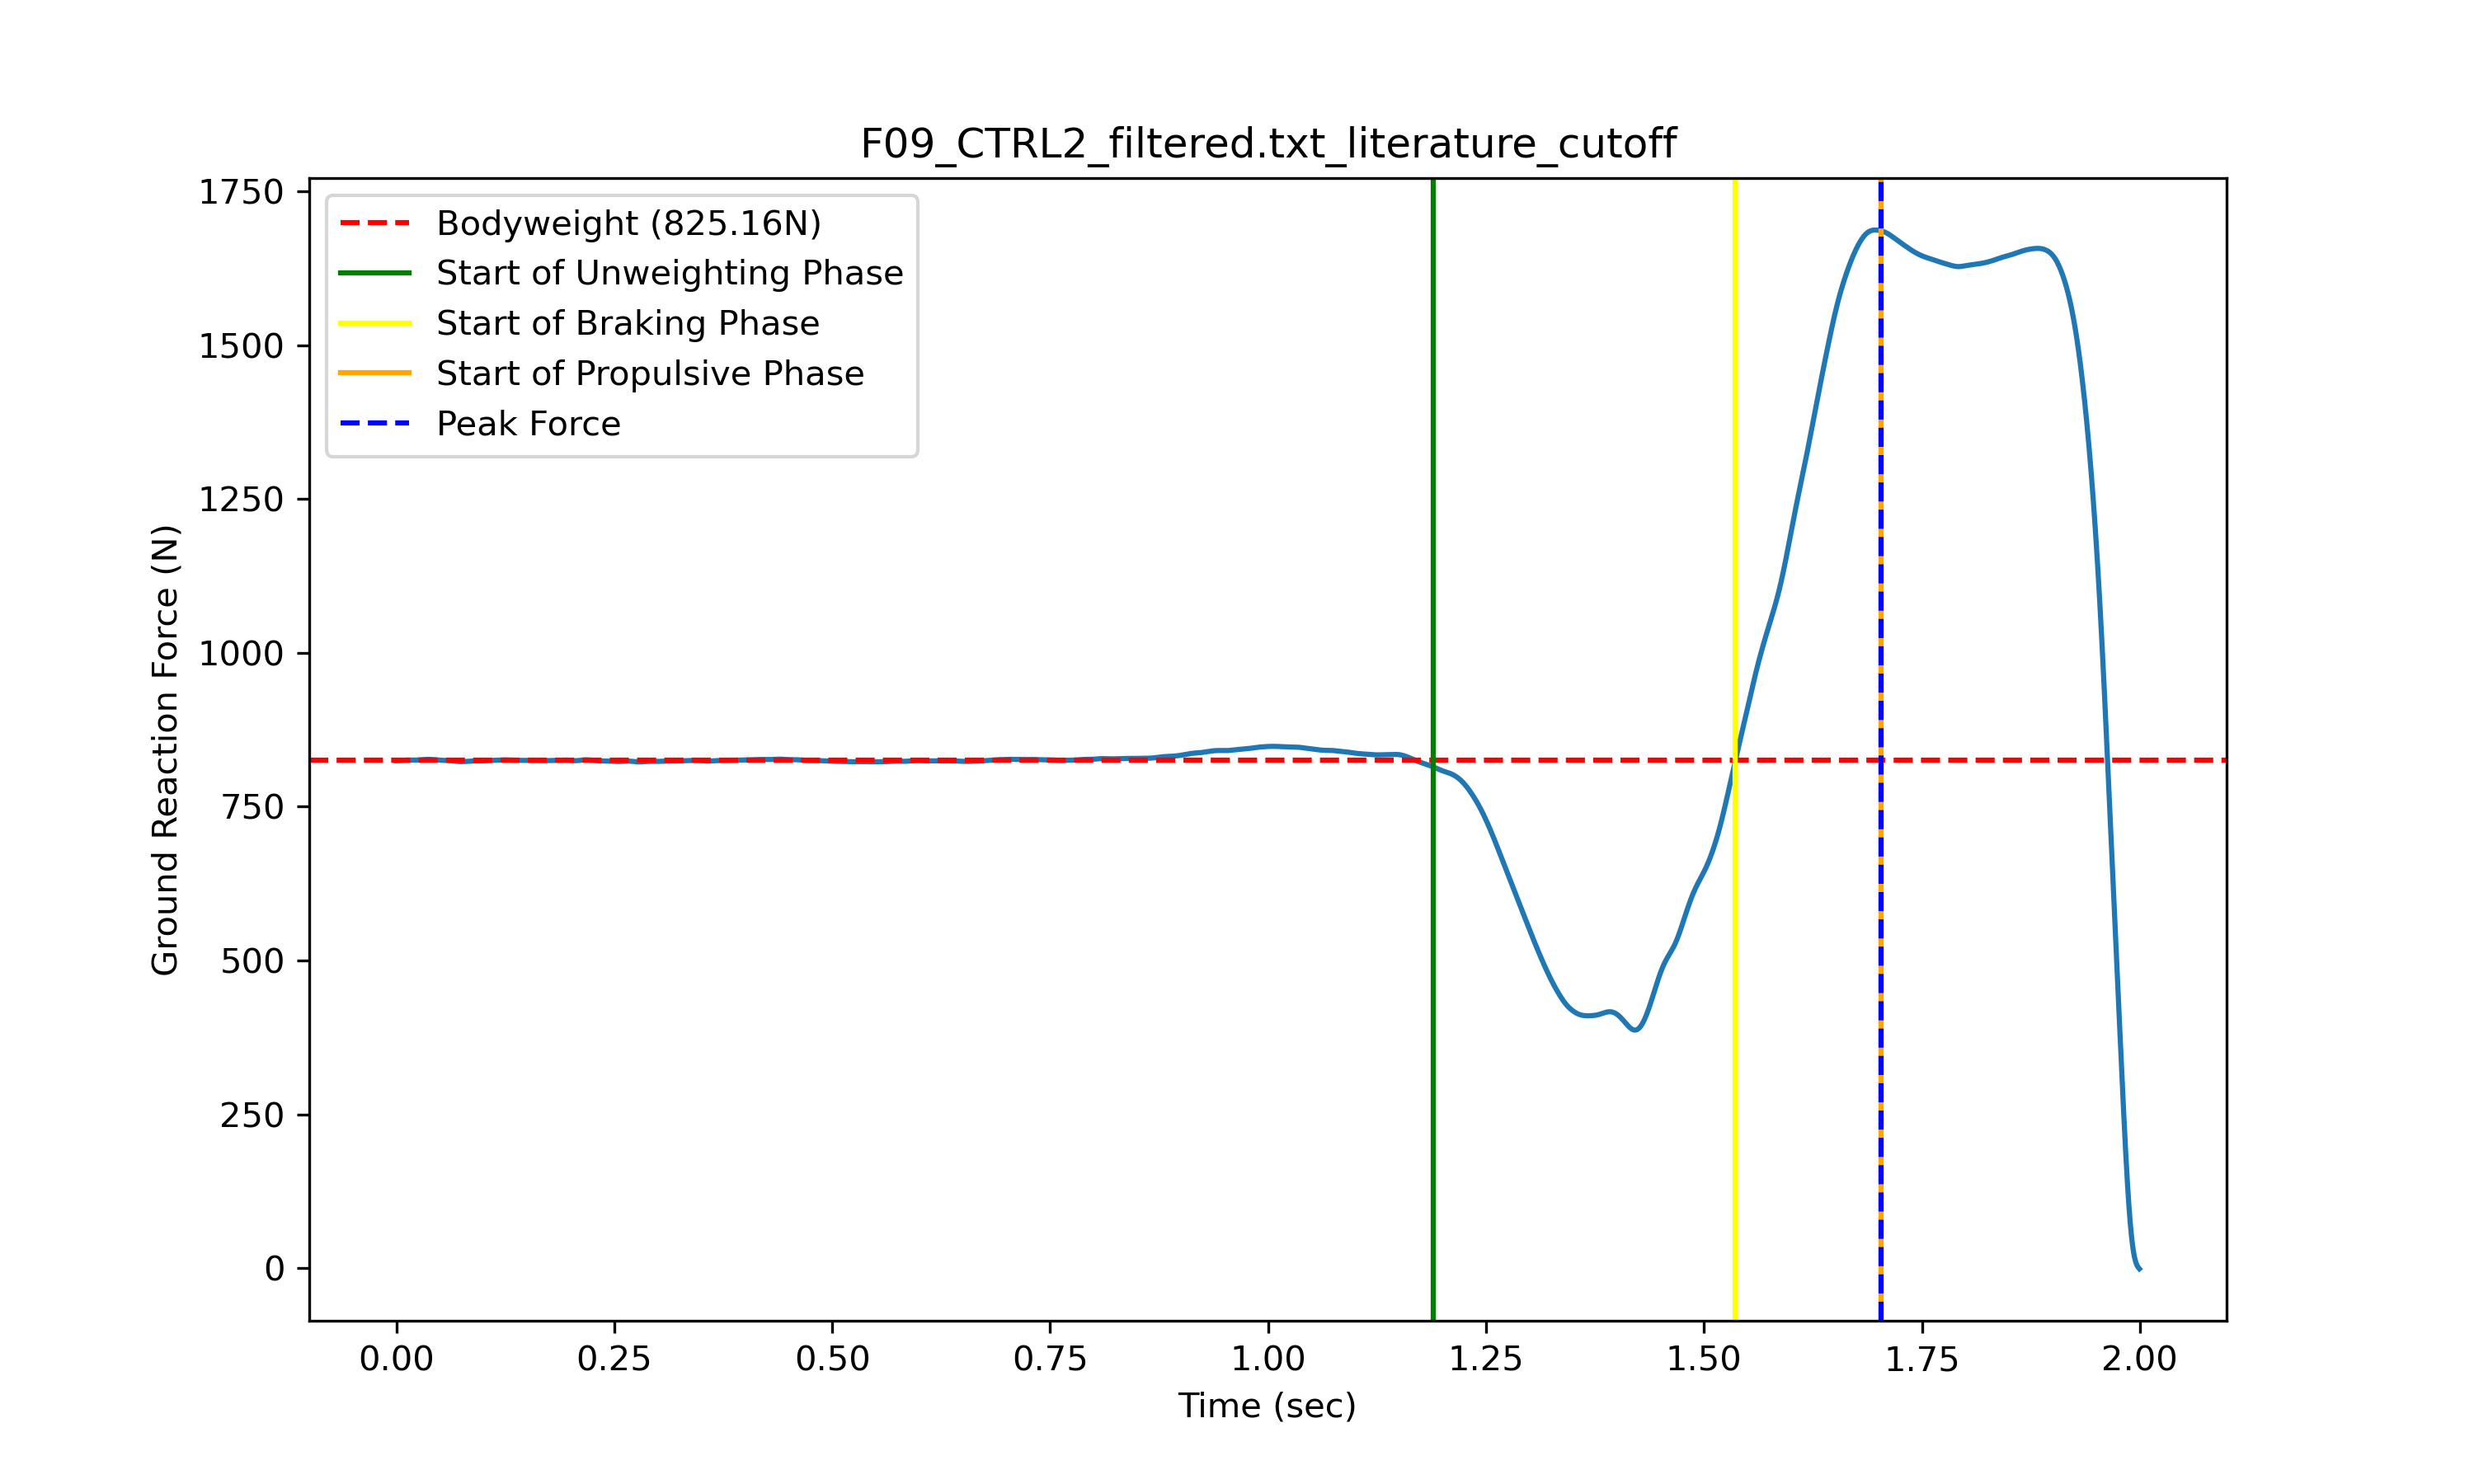 F09_CTRL2_filtered.txt_literature_cutoff
Bodyweight (825.16N)
Start of Unweighting Phase
Start of Braking Phase
Start of Propulsive Phase
Peak Force
Ground Reaction Force (N)
1750
1500
1250
1000
750
500
250
0
0.00 0.25 0.50 0.75 1.00 1.25 1.50 1.75 2.00
Time (sec)